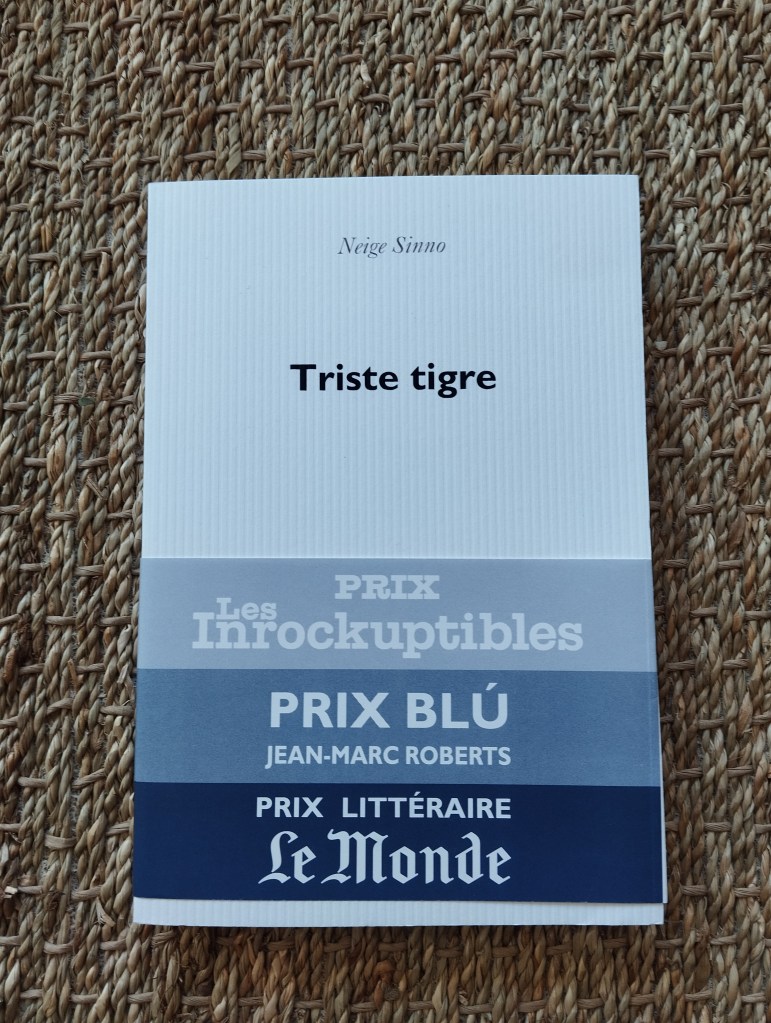 Neige Sinno
Triste tigre
PRIX
Les
Inrockuptibles
PRIX BLÚ
JEAN-MARC ROBERTS
PRIX LITTÉRAIRE
Le Monde